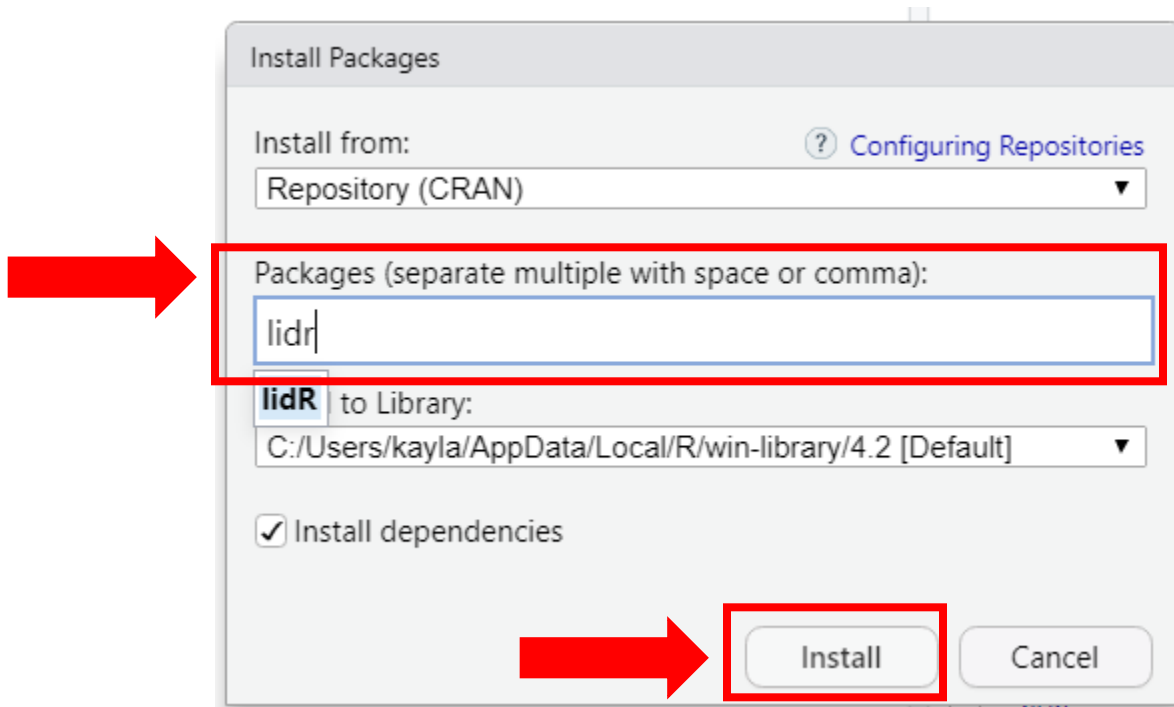 Install Packages
Install from:
? Configuring Repositories
Repository (CRAN)
Packages (separate multiple with space or comma):
lidr
lidR
to Library:
C:/Users/kayla/AppData/Local/R/win-library/4.2 [Default]
Install dependencies
Install
Cancel